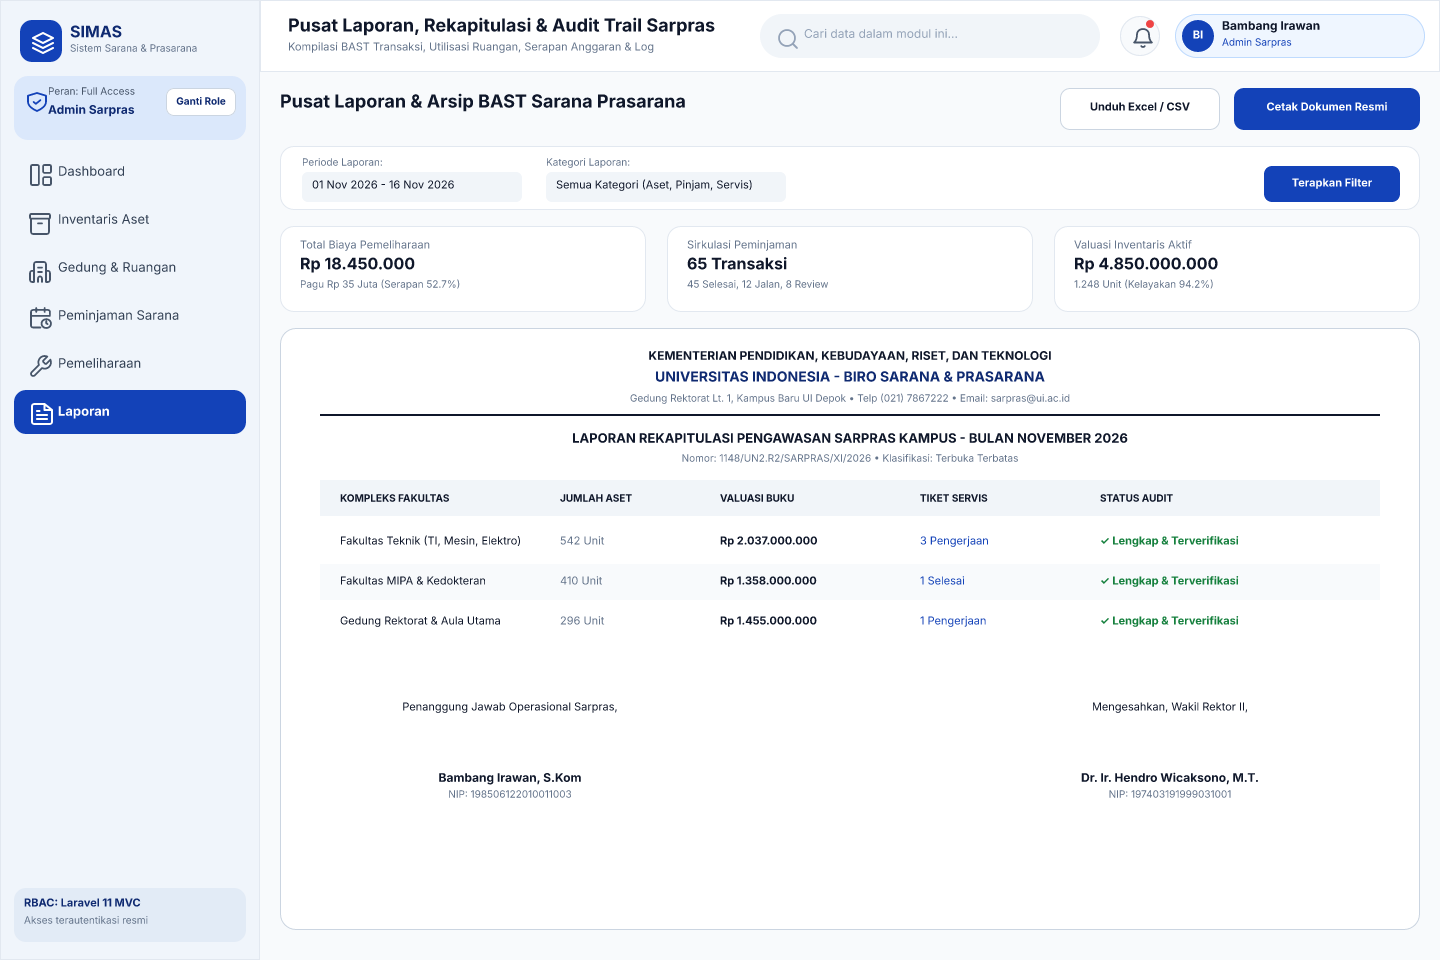 SIMAS
Sistem Sarana & Prasarana
Peran: Full Access
Admin Sarpras
Ganti Role
Dashboard
Inventaris Aset
Gedung & Ruangan
Peminjaman Sarana
Pemeliharaan
Laporan
RBAC: Laravel 11 MVC
Akses terautentikasi resmi
Pusat Laporan, Rekapitulasi & Audit Trail Sarpras
Kompilasi BAST Transaksi, Utilisasi Ruangan, Serapan Anggaran & Log
Cari data dalam modul ini...
BI
Bambang Irawan
Admin Sarpras
Pusat Laporan & Arsip BAST Sarana Prasarana
Unduh Excel / CSV
Cetak Dokumen Resmi
Periode Laporan:
01 Nov 2026 - 16 Nov 2026
Kategori Laporan:
Semua Kategori (Aset, Pinjam, Servis)
Terapkan Filter
Total Biaya Pemeliharaan
Rp 18.450.000
Pagu Rp 35 Juta (Serapan 52.7%)
Sirkulasi Peminjaman
65 Transaksi
45 Selesai, 12 Jalan, 8 Review
Valuasi Inventaris Aktif
Rp 4.850.000.000
1.248 Unit (Kelayakan 94.2%)
KEMENTERIAN PENDIDIKAN, KEBUDAYAAN, RISET, DAN TEKNOLOGI
UNIVERSITAS INDONESIA - BIRO SARANA & PRASARANA
Gedung Rektorat Lt. 1, Kampus Baru UI Depok • Telp (021) 7867222 • Email: sarpras@ui.ac.id
LAPORAN REKAPITULASI PENGAWASAN SARPRAS KAMPUS - BULAN NOVEMBER 2026
Nomor: 1148/UN2.R2/SARPRAS/XI/2026 • Klasifikasi: Terbuka Terbatas
KOMPLEKS FAKULTAS JUMLAH ASET VALUASI BUKU TIKET SERVIS STATUS AUDIT
Fakultas Teknik (TI, Mesin, Elektro) 542 Unit Rp 2.037.000.000 3 Pengerjaan ✓ Lengkap & Terverifikasi
Fakultas MIPA & Kedokteran 410 Unit Rp 1.358.000.000 1 Selesai ✓ Lengkap & Terverifikasi
Gedung Rektorat & Aula Utama 296 Unit Rp 1.455.000.000 1 Pengerjaan ✓ Lengkap & Terverifikasi
Penanggung Jawab Operasional Sarpras,
Bambang Irawan, S.Kom
NIP: 198506122010011003
Mengesahkan, Wakil Rektor II,
Dr. Ir. Hendro Wicaksono, M.T.
NIP: 197403191999031001